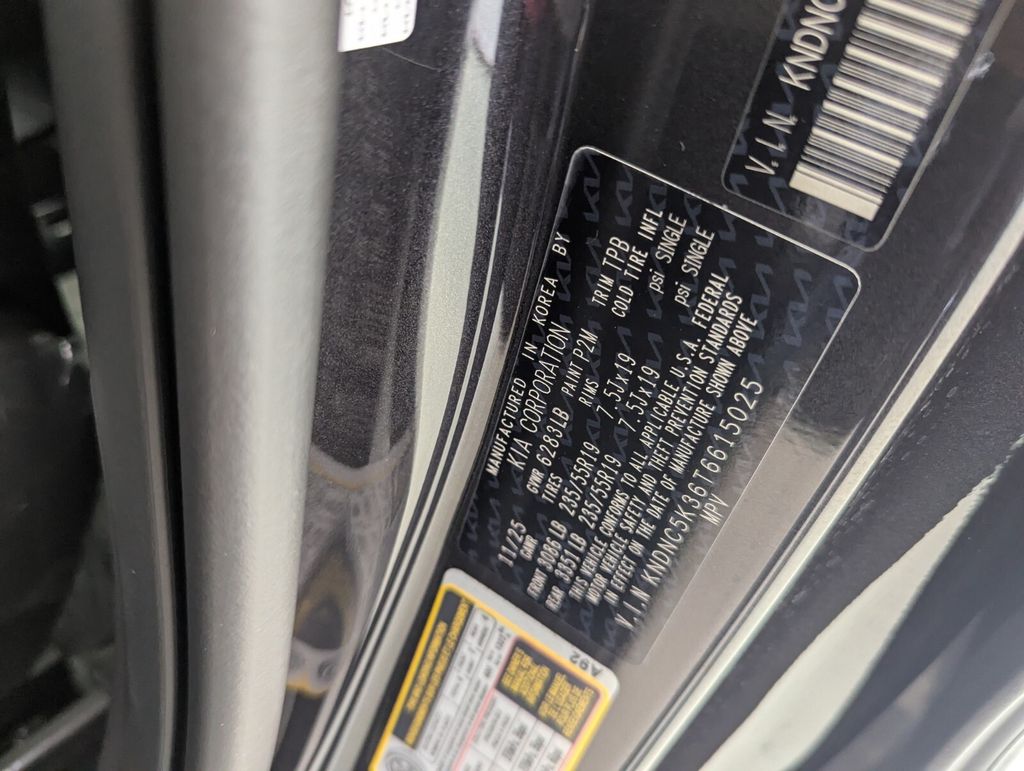 V. I. N. KNDNC
MANUFACTURED IN KOREA BY
KIA CORPORATION
11/25 GVWR 6283LB PAINT P2M TRIM TPB
GAWR TIRES RIMS COLD TIRE INFL
FRONT 3086LB 235/55R19 7.5Jx19 psi SINGLE
REAR 3351LB 235/55R19 7.5Jx19 psi SINGLE
THIS VEHICLE CONFORMS TO ALL APPLICABLE U.S.A. FEDERAL
MOTOR VEHICLE SAFETY AND THEFT PREVENTION STANDARDS
IN EFFECT ON THE DATE OF MANUFACTURE SHOWN ABOVE
V.I.N KNDNC5K36T6615025
MPV
A92